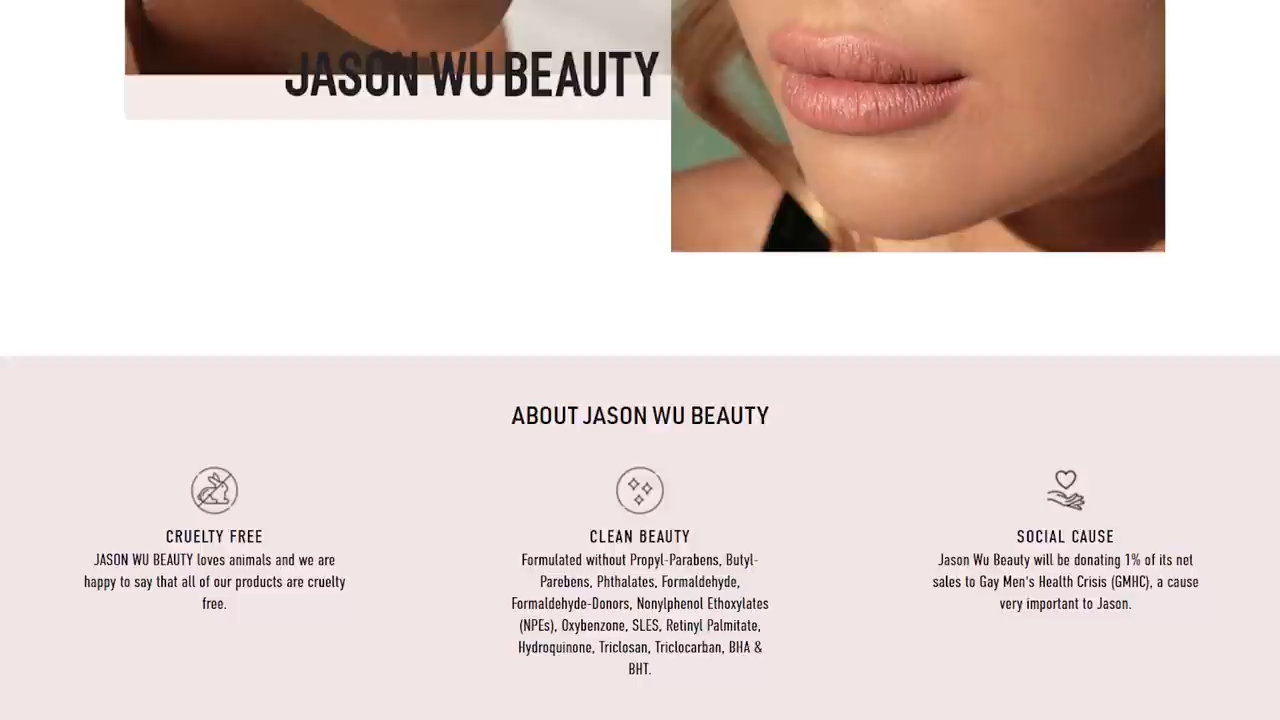 JASON WU BEAUTY
ABOUT JASON WU BEAUTY
CRUELTY FREE
JASON WU BEAUTY loves animals and we are
happy to say that all of our products are cruelty
free.
CLEAN BEAUTY
Formulated without Propyl-Parabens, Butyl-
Parebens, Phthalates, Formaldehyde,
Formaldehyde-Donors, Nonylphenol Ethoxylates
(NPEs), Oxybenzone, SLES, Retinyl Palmitate,
Hydroquinone, Triclosan, Triclocarban, BHA &
BHT.
SOCIAL CAUSE
Jason Wu Beauty will be donating 1% of its net
sales to Gay Men's Health Crisis (GMHC), a cause
very important to Jason.